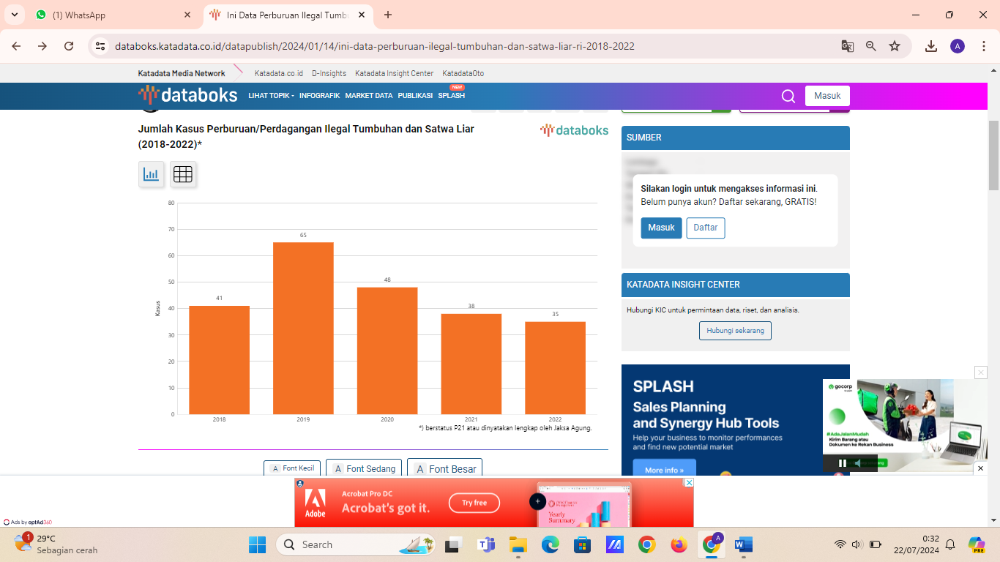 (1) WhatsApp
Ini Data Perburuan Ilegal Tumbu
databoks.katadata.co.id/datapublish/2024/01/14/ini-data-perburuan-ilegal-tumbuhan-dan-satwa-liar-ri-2018-2022
A
Katadata Media Network
Katadata.co.id D-Insights Katadata Insight Center KatadataOto
databoks
LIHAT TOPIK INFOGRAFIK MARKET DATA PUBLIKASI SPLASH
NEW
Masuk
Jumlah Kasus Perburuan/Perdagangan Ilegal Tumbuhan dan Satwa Liar
(2018-2022)*
databoks
80
70
60
50
40
30
20
10
0
Kasus
41
65
48
38
35
2018
2019
2020
2021
2022
*) berstatus P21 atau dinyatakan lengkap oleh Jaksa Agung.
A Font Kecil
A Font Sedang
A Font Besar
SUMBER
Silakan login untuk mengakses informasi ini.
Belum punya akun? Daftar sekarang, GRATIS!
Masuk
Daftar
KATADATA INSIGHT CENTER
Hubungi KIC untuk permintaan data, riset, dan analisis.
Hubungi sekarang
SPLASH
Sales Planning
and Synergy Hub Tools
Help your business to monitor performances
and find new potential market
More info »
gocorp
#AdaJalanMudah
Kirim Barang atau
Dokumen ke Rekan Business
Adobe
Acrobat Pro DC
Acrobat's got it.
Try free
Yearly
Summary
Ads by optAd360
1
29°C
Sebagian cerah
Search
A
0:32
22/07/2024
PRE